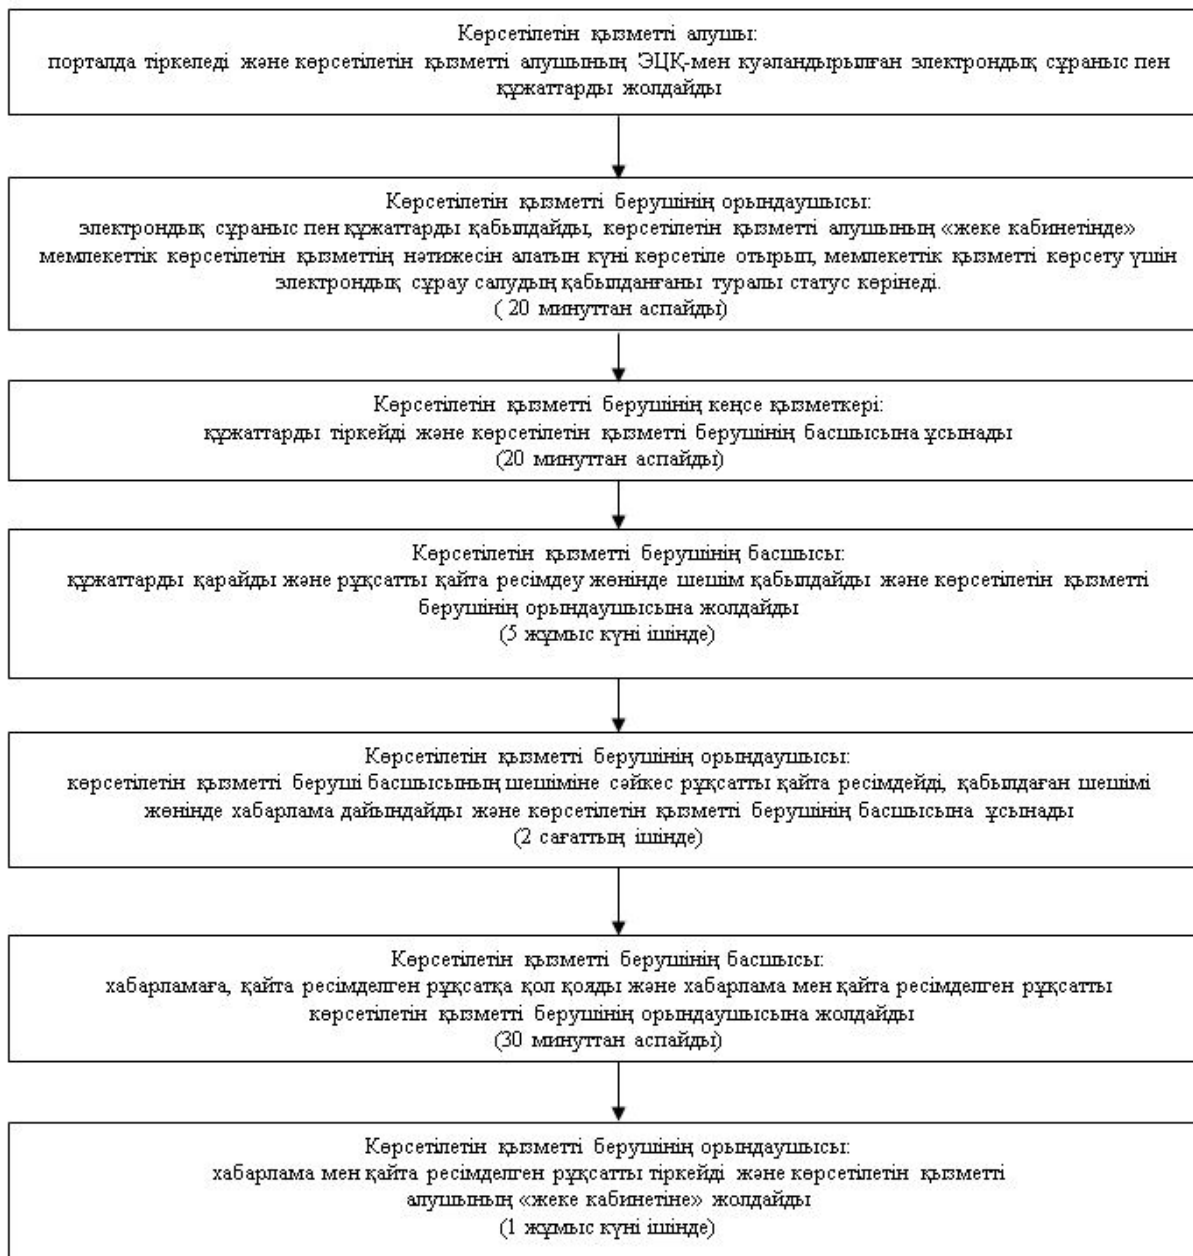 Көрсетілетін қызметті алушы:
порталда тіркеледі және көрсетілетін қызметті алушының ЭЦҚ-мен куәландырылған электрондық сұраныс пен
құжаттарды жолдайды
Көрсетілетін қызметті берушінің орындаушысы:
электрондық сұраныс пен құжаттарды қабылдайды, көрсетілетін қызметті алушының «жеке кабинетінде»
мемлекеттік көрсетілетін қызметтің нәтижесін алатын күні көрсетіле отырып, мемлекеттік қызметті көрсету үшін
электрондық сұрау салудың қабылданғаны туралы статус көрінеді.
( 20 минуттан аспайды)
Көрсетілетін қызметті берушінің кеңсе қызметкері:
құжаттарды тіркейді және көрсетілетін қызметті берушінің басшысына ұсынады
(20 минуттан аспайды)
Көрсетілетін қызметті берушінің басшысы:
құжаттарды қарайды және рұқсатты қайта ресімдеу жөнінде шешім қабылдайды және көрсетілетін қызметті
берушінің орындаушысына жолдайды
(5 жұмыс күні ішінде)
Көрсетілетін қызметті берушінің орындаушысы:
көрсетілетін қызметті беруші басшысының шешіміне сәйкес рұқсатты қайта ресімдейді, қабылдаған шешімі
жөнінде хабарлама дайындайды және көрсетілетін қызметті берушінің басшысына ұсынады
(2 сағаттың ішінде)
Көрсетілетін қызметті берушінің басшысы:
хабарламаға, қайта ресімделген рұқсатқа қол қояды және хабарлама мен қайта ресімделген рұқсатты
көрсетілетін қызметті берушінің орындаушысына жолдайды
(30 минуттан аспайды)
Көрсетілетін қызметті берушінің орындаушысы:
хабарлама мен қайта ресімделген рұқсатты тіркейді және көрсетілетін қызметті
алушының «жеке кабинетіне» жолдайды
(1 жұмыс күні ішінде)